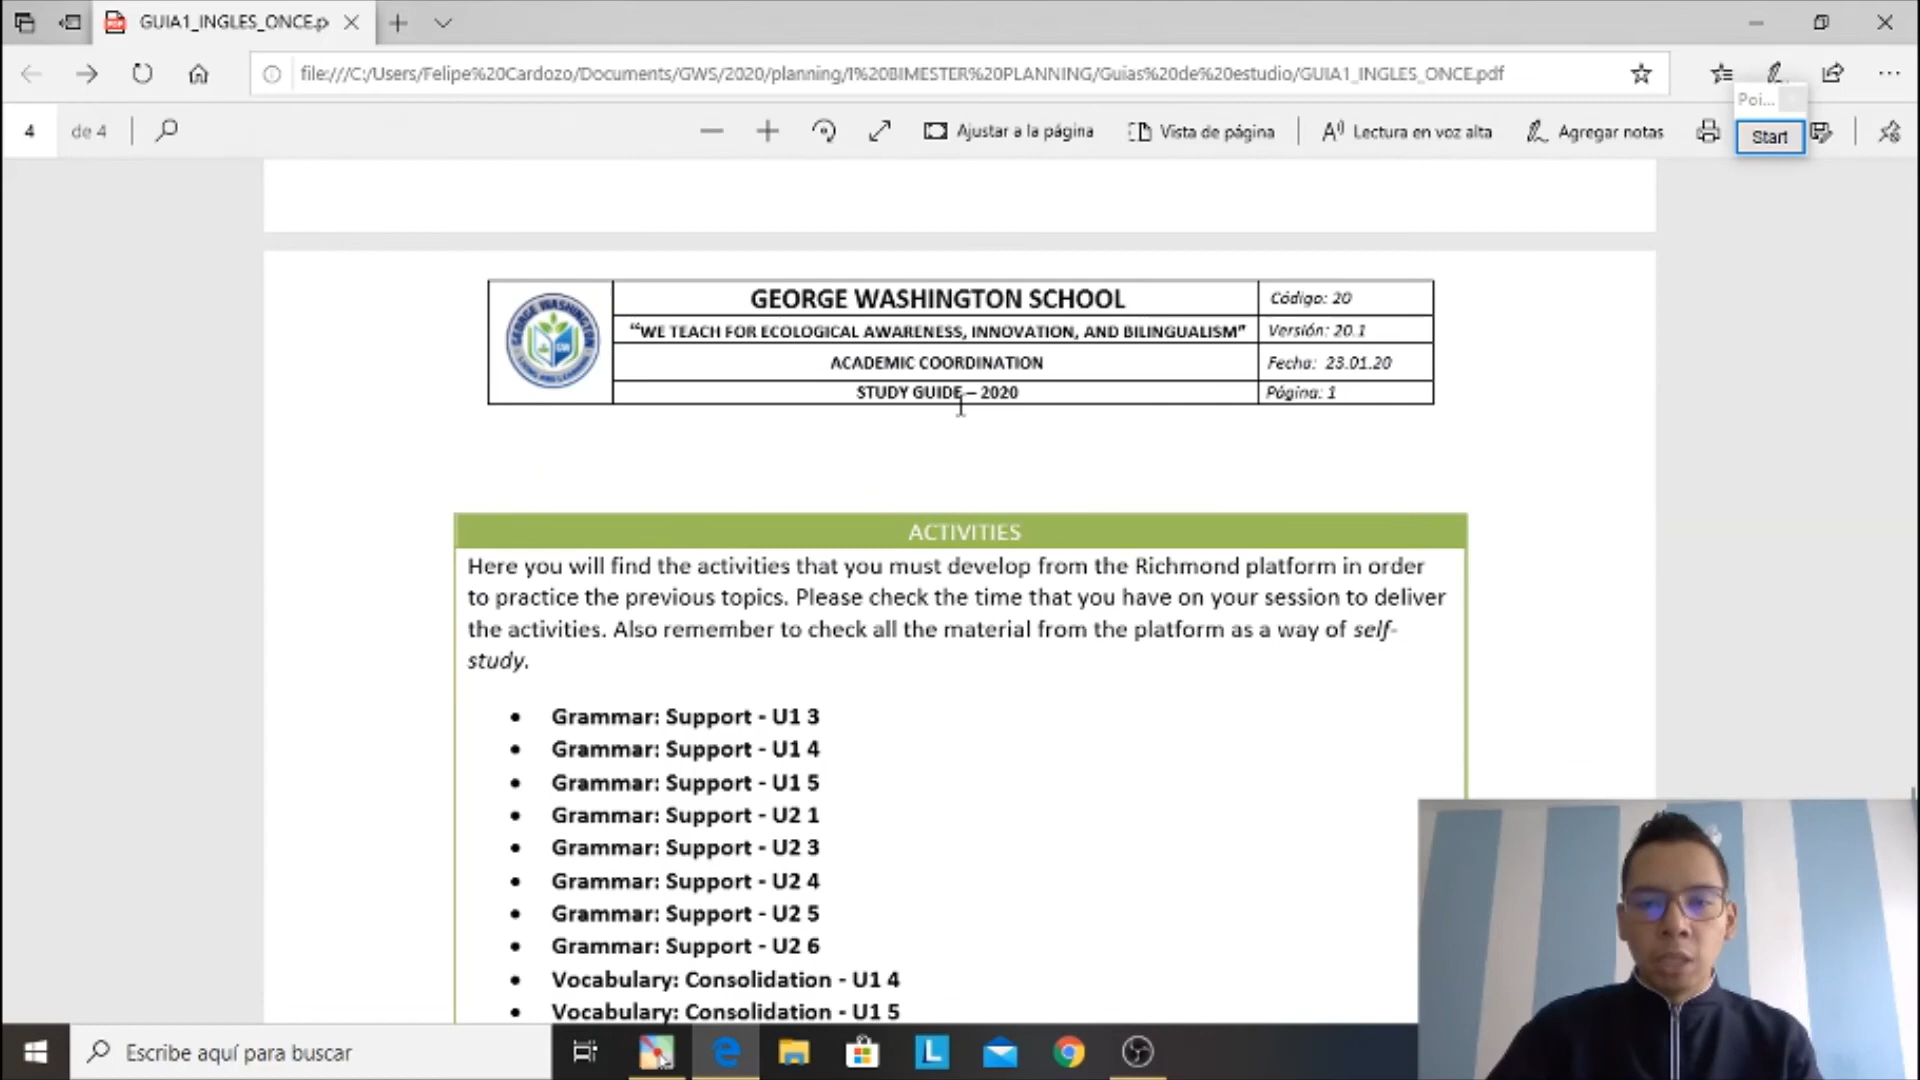 GUIA1_INGLES_ONCE.p
file:///C:/Users/Felipe%20Cardozo/Documents/GWS/2020/planning/I%20BIMESTER%20PLANNING/Guias%20de%20estudio/GUIA1_INGLES_ONCE.pdf
Poi...
4 de 4
Ajustar a la página
Vista de página
Lectura en voz alta
Agregar notas
Start
GEORGE WASHINGTON SCHOOL
Código: 20
“WE TEACH FOR ECOLOGICAL AWARENESS, INNOVATION, AND BILINGUALISM”
Versión: 20.1
ACADEMIC COORDINATION
Fecha: 23.01.20
STUDY GUIDE – 2020
Página: 1
GEORGE WASHINGTON
ACTIVITIES
Here you will find the activities that you must develop from the Richmond platform in order
to practice the previous topics. Please check the time that you have on your session to deliver
the activities. Also remember to check all the material from the platform as a way of self-
study.
• Grammar: Support - U1 3
• Grammar: Support - U1 4
• Grammar: Support - U1 5
• Grammar: Support - U2 1
• Grammar: Support - U2 3
• Grammar: Support - U2 4
• Grammar: Support - U2 5
• Grammar: Support - U2 6
• Vocabulary: Consolidation - U1 4
• Vocabulary: Consolidation - U1 5
Escribe aquí para buscar